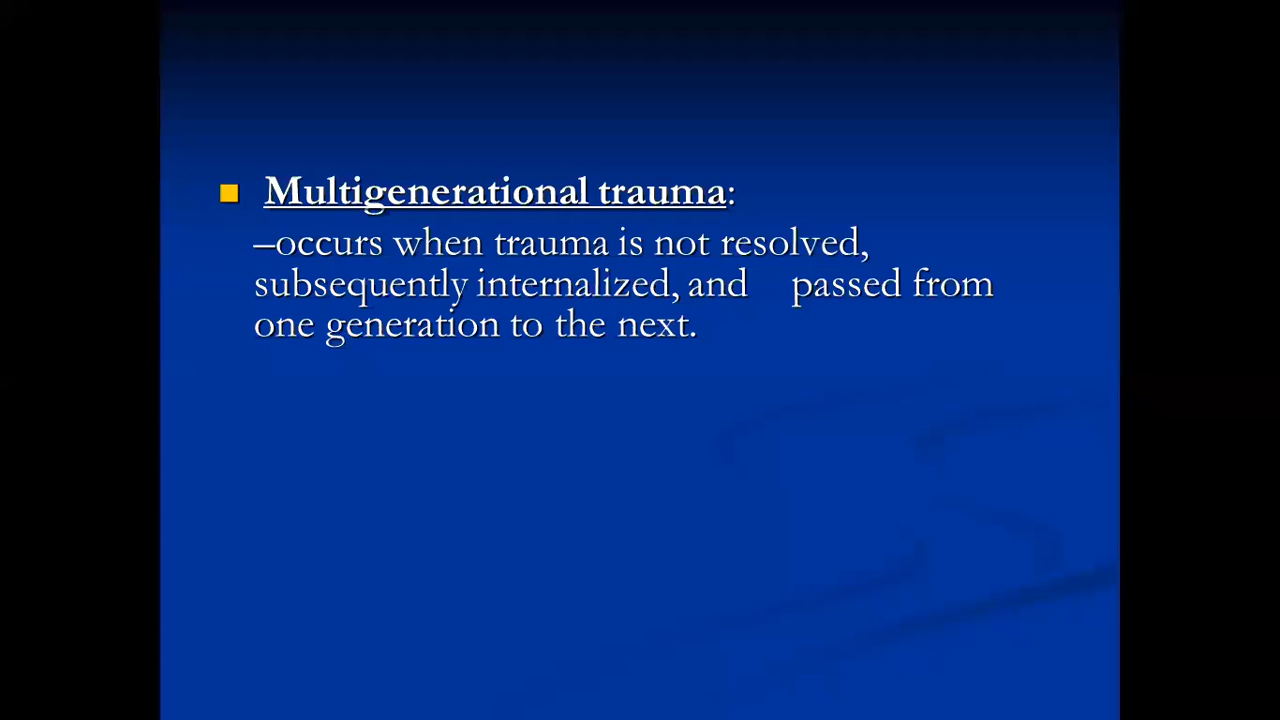 Multigenerational trauma:
–occurs when trauma is not resolved,
subsequently internalized, and passed from
one generation to the next.